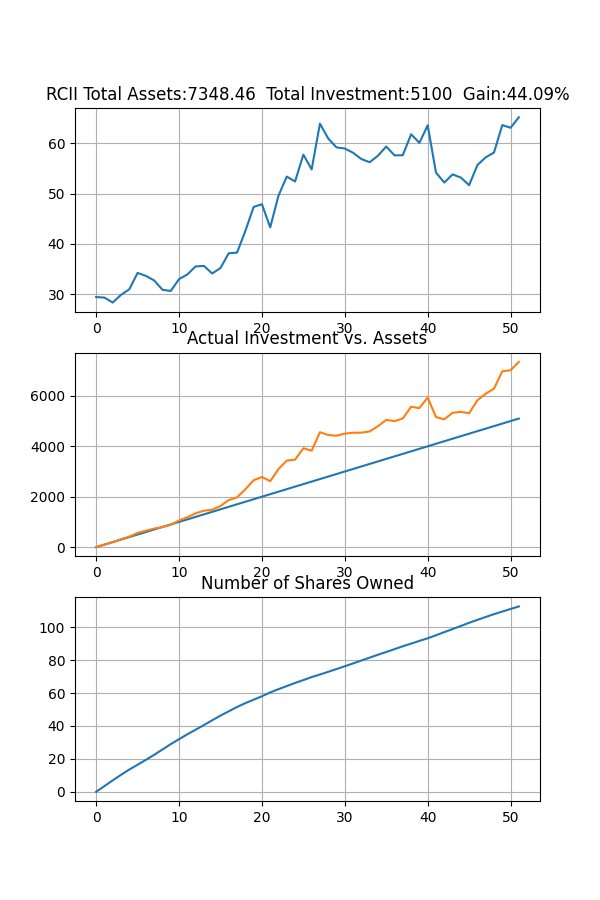 RCII Total Assets:7348.46  Total Investment:5100  Gain:44.09%
60
50
40
30
0 10 20 30 40 50
Actual Investment vs. Assets
6000
4000
2000
0
0 10 20 30 40 50
Number of Shares Owned
100
80
60
40
20
0
0 10 20 30 40 50